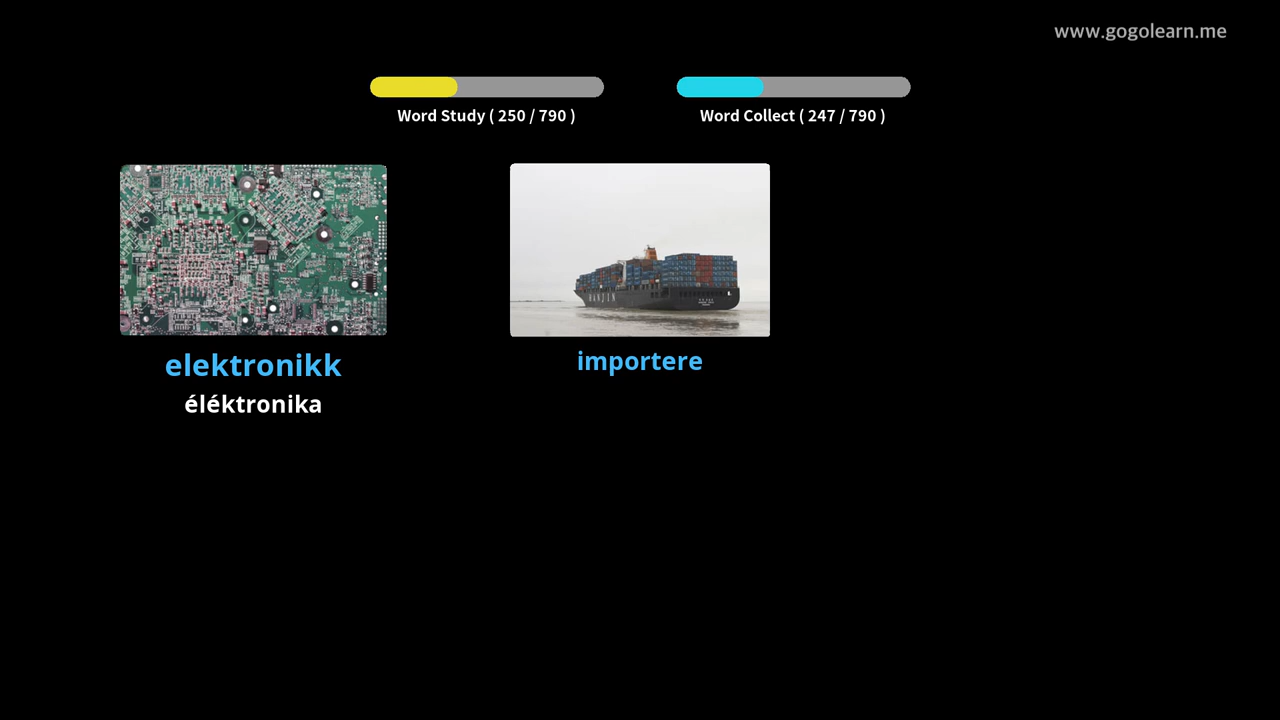 www.gogolearn.me
Word Study ( 250 / 790 )
Word Collect ( 247 / 790 )
elektronikk
éléktronika
importere